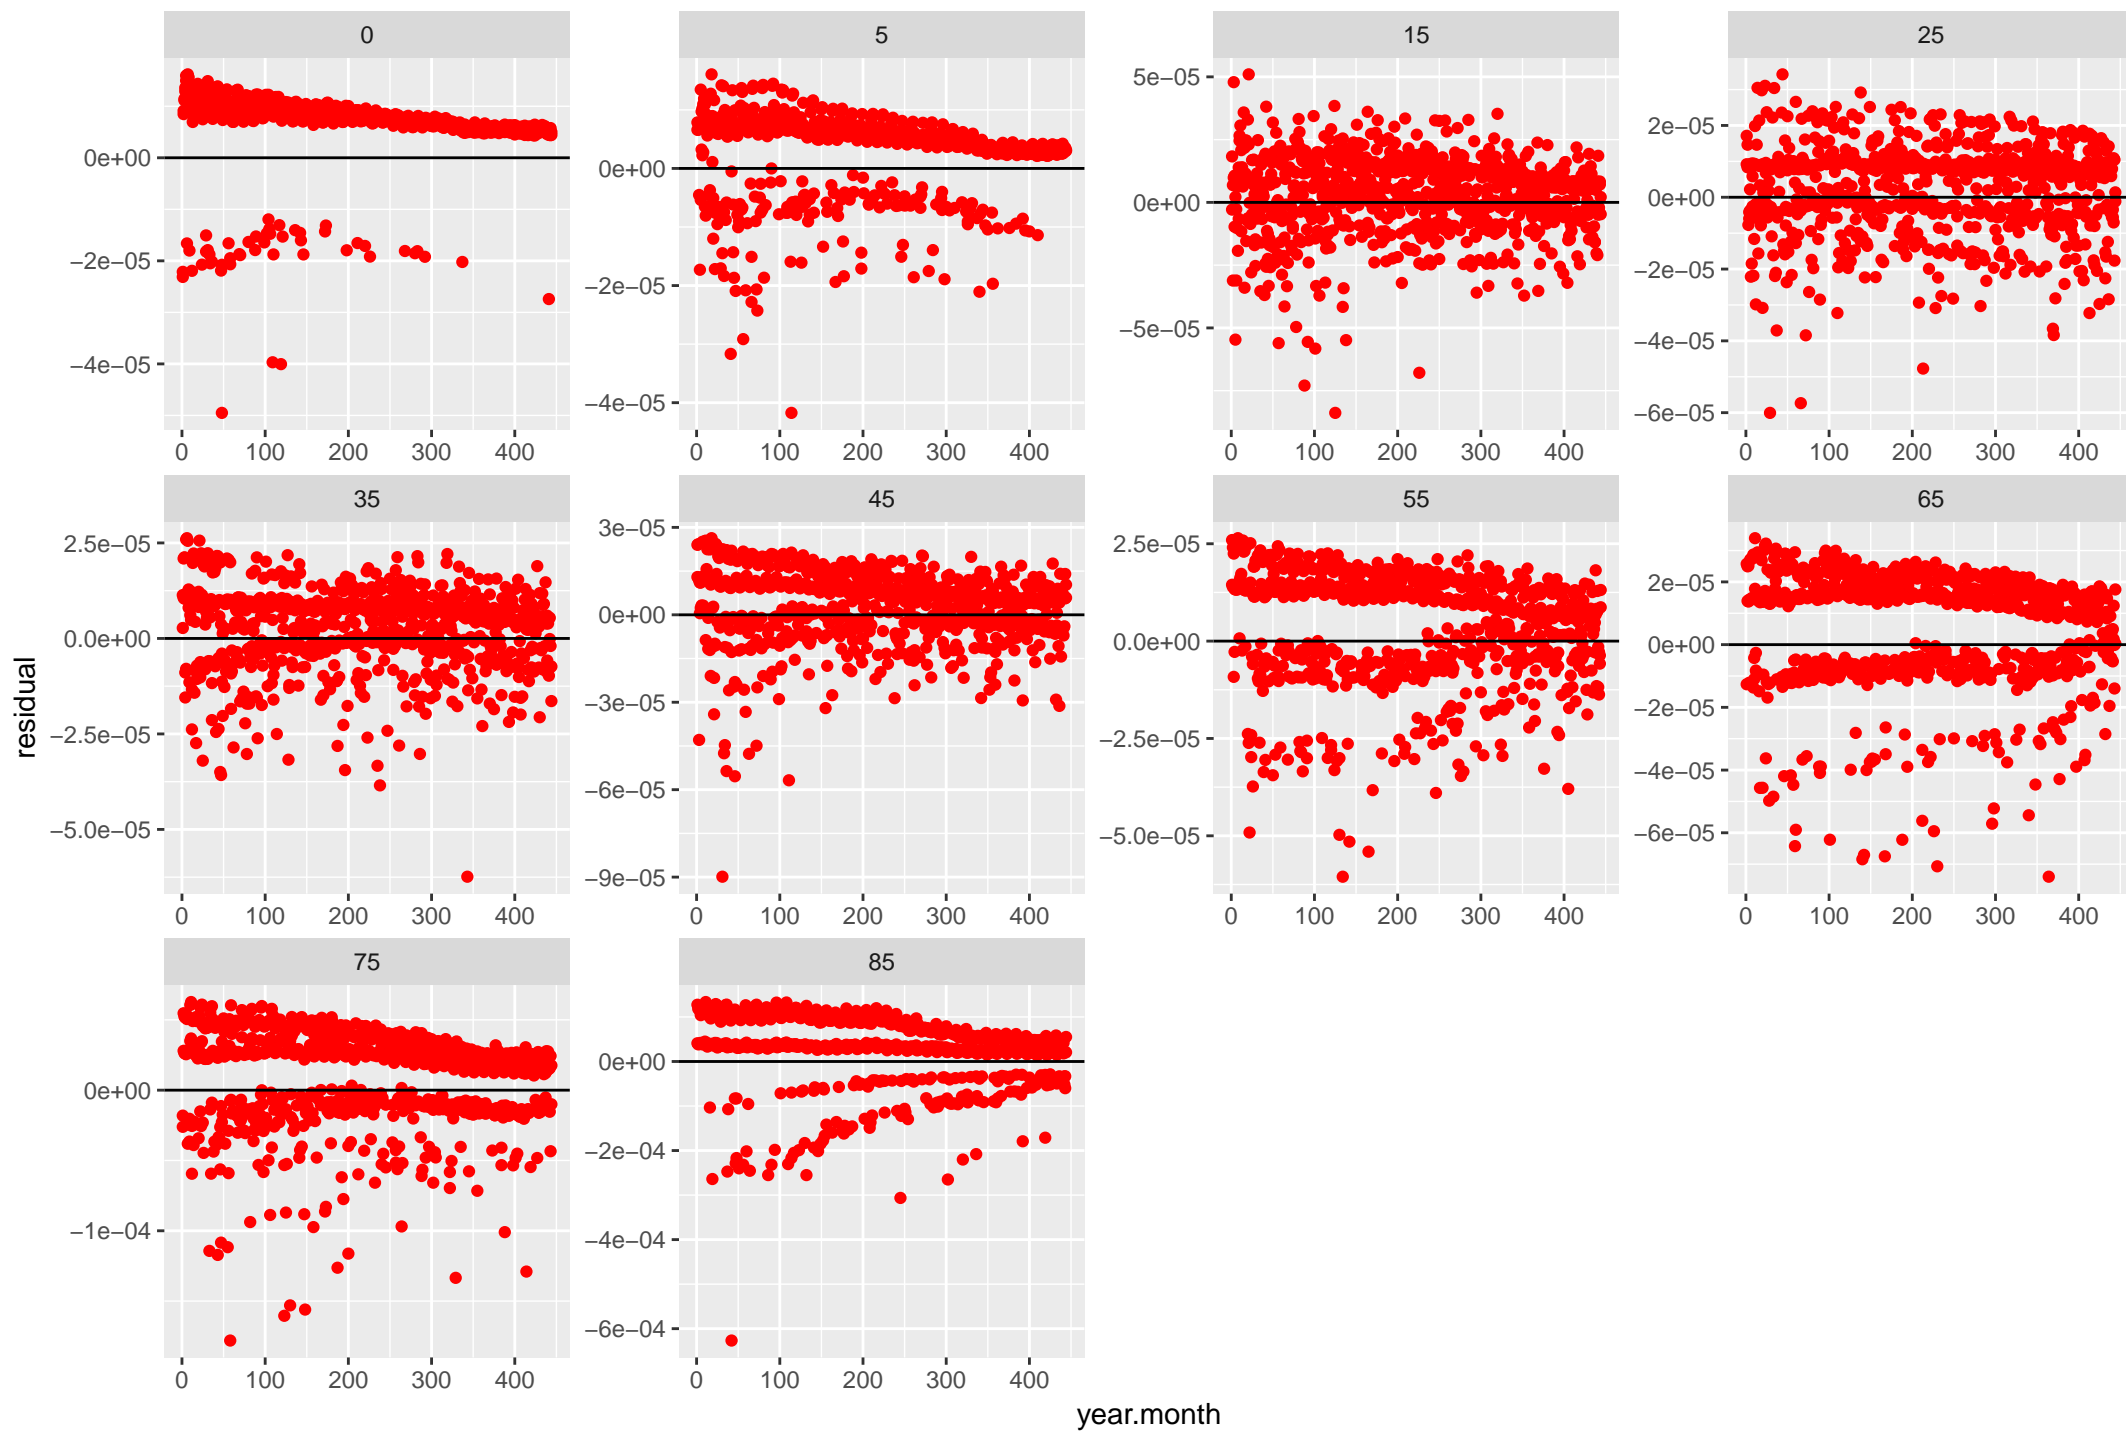 0 5 15 25
0e+00
−2e−05
−4e−05
0 100 200 300 400
0e+00
−2e−05
−4e−05
0 100 200 300 400
5e−05
0e+00
−5e−05
0 100 200 300 400
2e−05
0e+00
−2e−05
−4e−05
−6e−05
0 100 200 300 400
35 45 55 65
2.5e−05
0.0e+00
−2.5e−05
−5.0e−05
0 100 200 300 400
3e−05
0e+00
−3e−05
−6e−05
−9e−05
0 100 200 300 400
2.5e−05
0.0e+00
−2.5e−05
−5.0e−05
0 100 200 300 400
2e−05
0e+00
−2e−05
−4e−05
−6e−05
0 100 200 300 400
75 85
0e+00
−1e−04
0 100 200 300 400
0e+00
−2e−04
−4e−04
−6e−04
0 100 200 300 400
residual
year.month